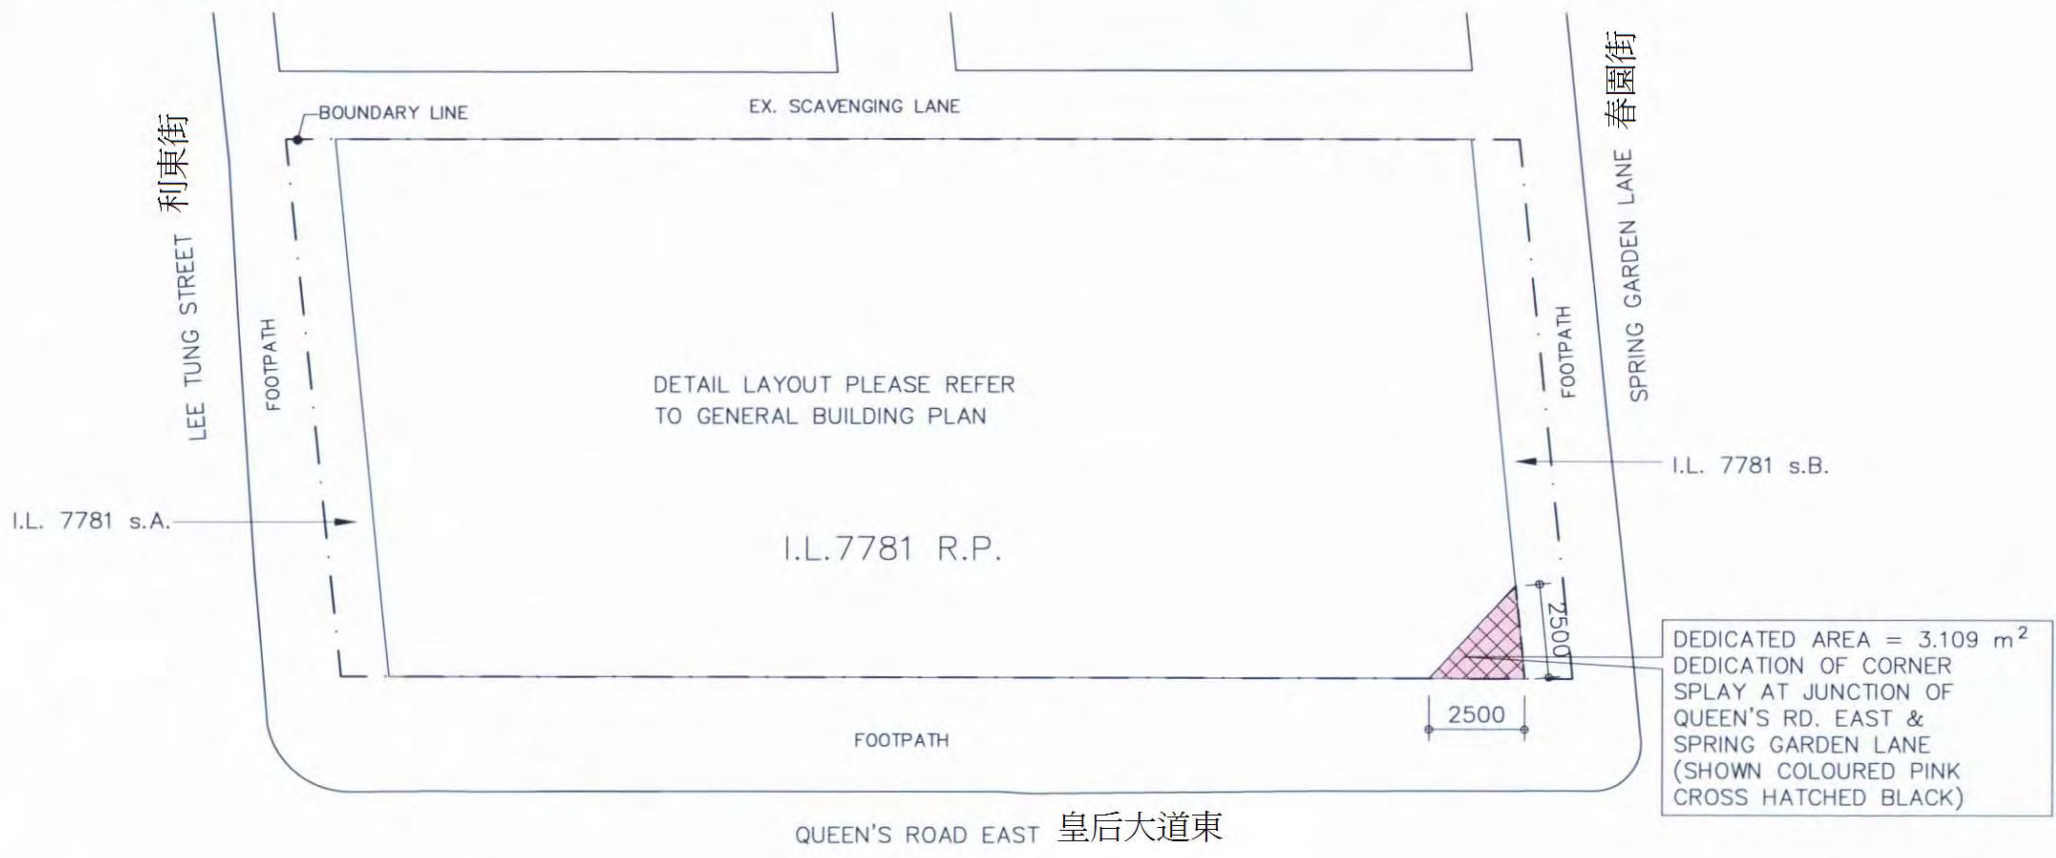 BOUNDARY LINE
EX. SCAVENGING LANE
LEE TUNG STREET 利東街
FOOTPATH
SPRING GARDEN LANE 春園街
FOOTPATH
DETAIL LAYOUT PLEASE REFER
TO GENERAL BUILDING PLAN
I.L. 7781 s.B.
I.L. 7781 s.A.
I.L.7781 R.P.
2500
2500
DEDICATED AREA = 3.109 m²
DEDICATION OF CORNER
SPLAY AT JUNCTION OF
QUEEN'S RD. EAST &
SPRING GARDEN LANE
(SHOWN COLOURED PINK
CROSS HATCHED BLACK)
FOOTPATH
QUEEN'S ROAD EAST 皇后大道東